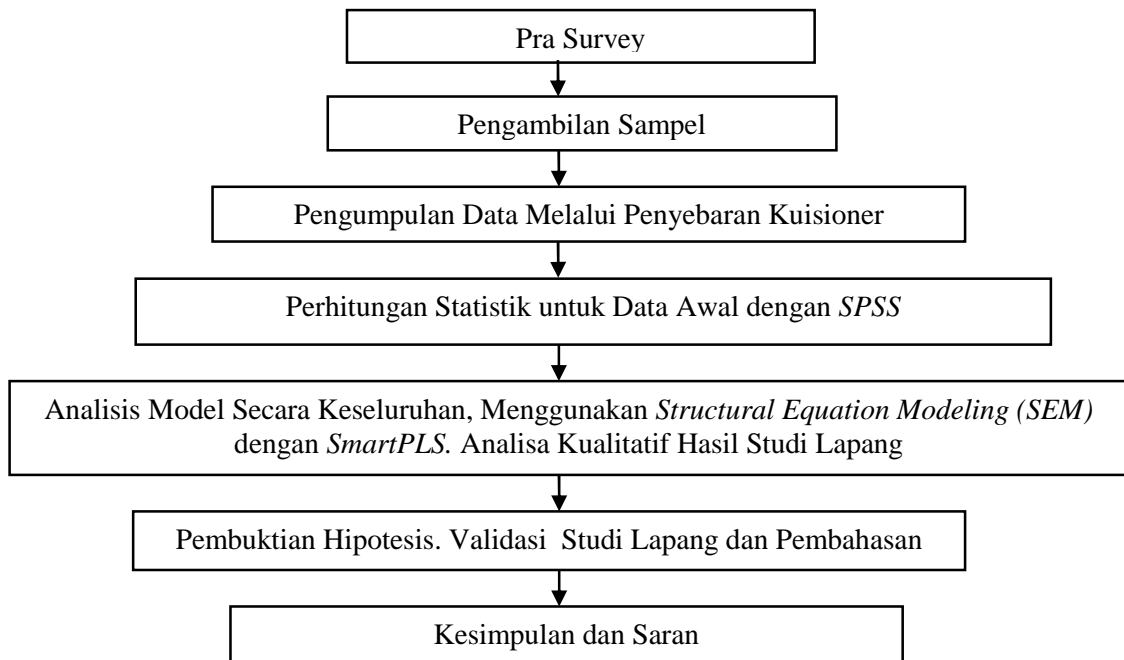 Pra Survey
Pengambilan Sampel
Pengumpulan Data Melalui Penyebaran Kuisioner
Perhitungan Statistik untuk Data Awal dengan SPSS
Analisis Model Secara Keseluruhan, Menggunakan Structural Equation Modeling (SEM)
dengan SmartPLS. Analisa Kualitatif Hasil Studi Lapang
Pembuktian Hipotesis. Validasi Studi Lapang dan Pembahasan
Kesimpulan dan Saran